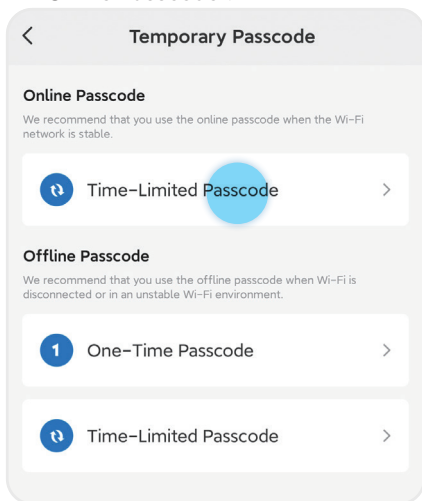 Temporary Passcode
Online Passcode
We recommend that you use the online passcode when the Wi-Fi
network is stable.
Time-Limited Passcode
Offline Passcode
We recommend that you use the offline passcode when Wi-Fi is
disconnected or in an unstable Wi-Fi environment.
1 One-Time Passcode
Time-Limited Passcode